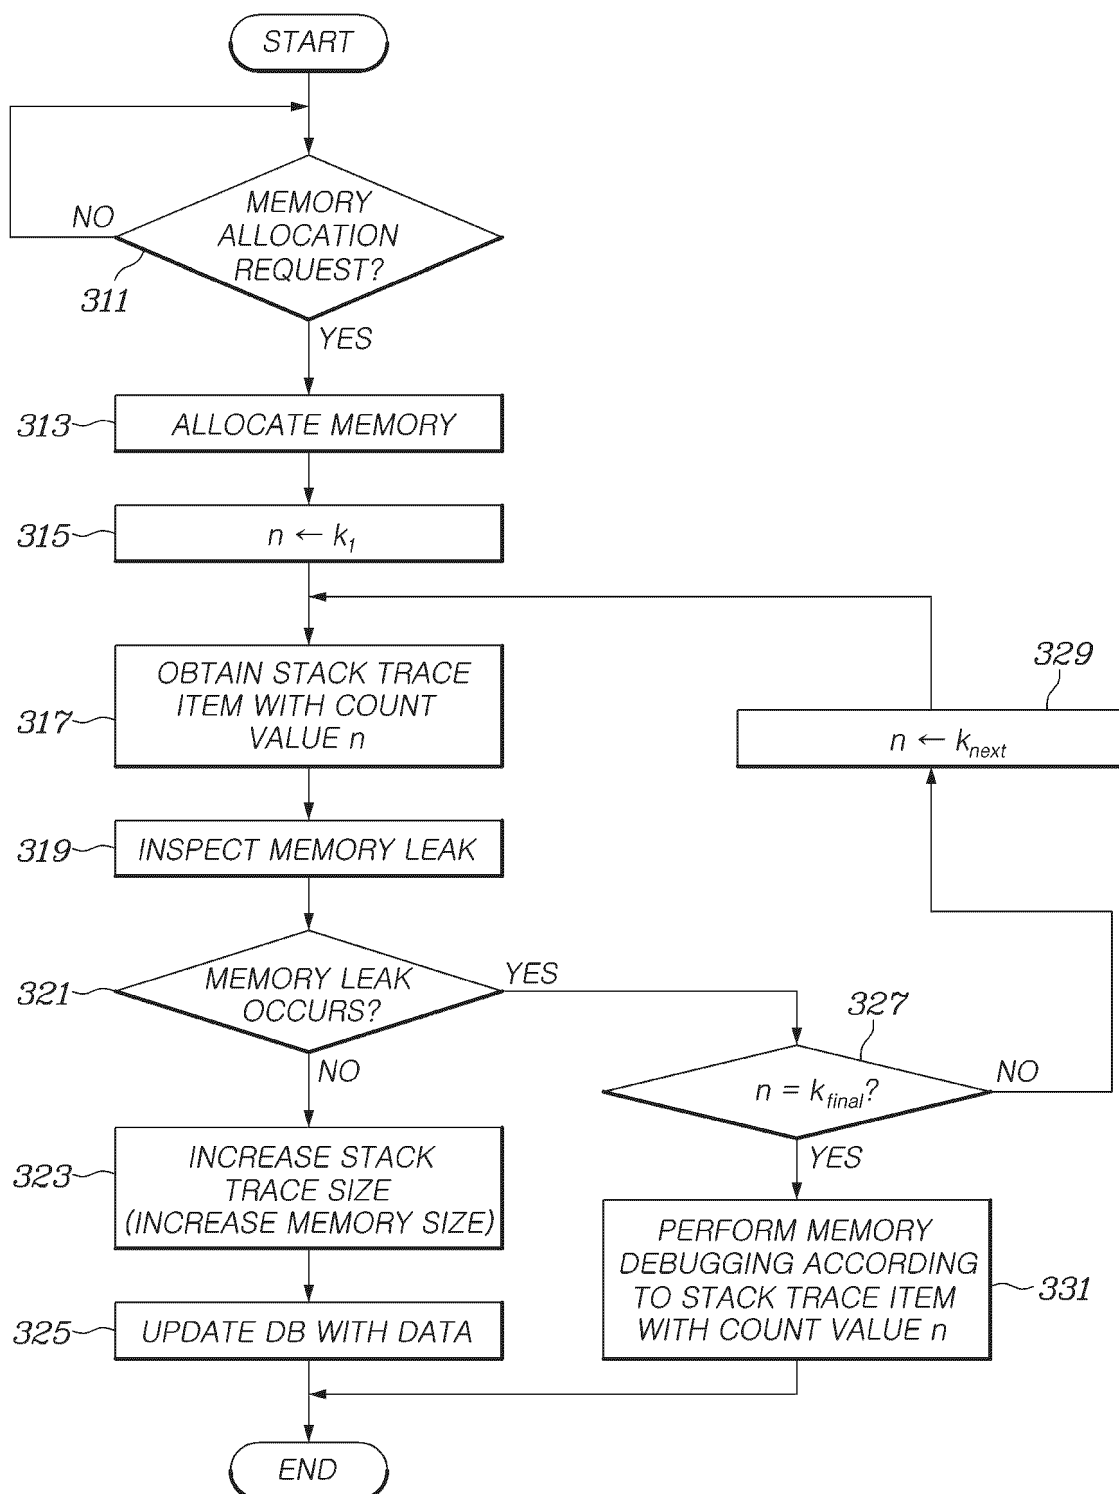 START
MEMORY
ALLOCATION
REQUEST?
NO
311
YES
313
ALLOCATE MEMORY
315
n ← k1
317
OBTAIN STACK TRACE
ITEM WITH COUNT
VALUE n
329
n ← knext
319
INSPECT MEMORY LEAK
321
MEMORY LEAK
OCCURS?
YES
NO
327
n = kfinal?
NO
YES
323
INCREASE STACK
TRACE SIZE
(INCREASE MEMORY SIZE)
325
UPDATE DB WITH DATA
PERFORM MEMORY
DEBUGGING ACCORDING
TO STACK TRACE ITEM
WITH COUNT VALUE n
331
END